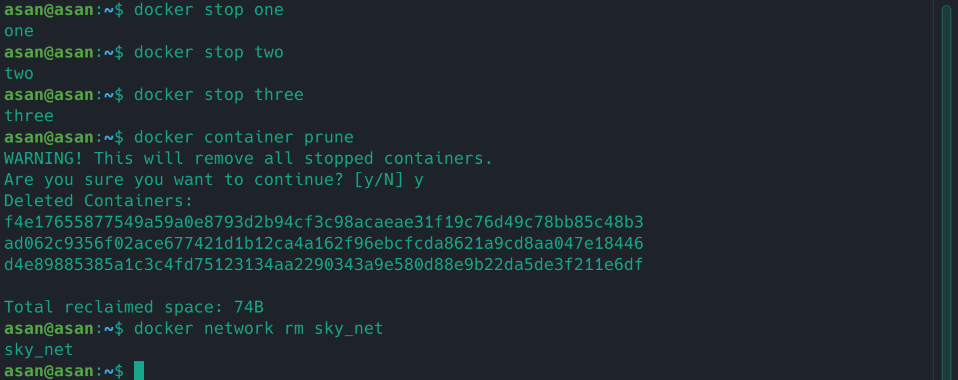 asan@asan:~$ docker stop one
one
asan@asan:~$ docker stop two
two
asan@asan:~$ docker stop three
three
asan@asan:~$ docker container prune
WARNING! This will remove all stopped containers.
Are you sure you want to continue? [y/N] y
Deleted Containers:
f4e17655877549a59a0e8793d2b94cf3c98acaeae31f19c76d49c78bb85c48b3
ad062c9356f02ace677421d1b12ca4a162f96ebcfcda8621a9cd8aa047e18446
d4e89885385a1c3c4fd75123134aa2290343a9e580d88e9b22da5de3f211e6df

Total reclaimed space: 74B
asan@asan:~$ docker network rm sky_net
sky_net
asan@asan:~$